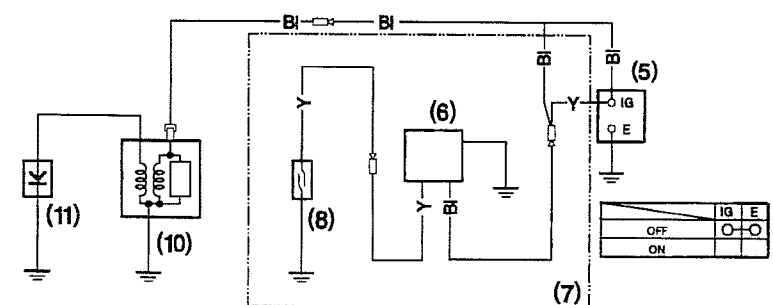 Bl Bl
Bl
Bl
(5)
Y
(6)
Y
IG
E
Y
Bl
(8)
(11)
(10)
(7)
IG E
OFF
ON